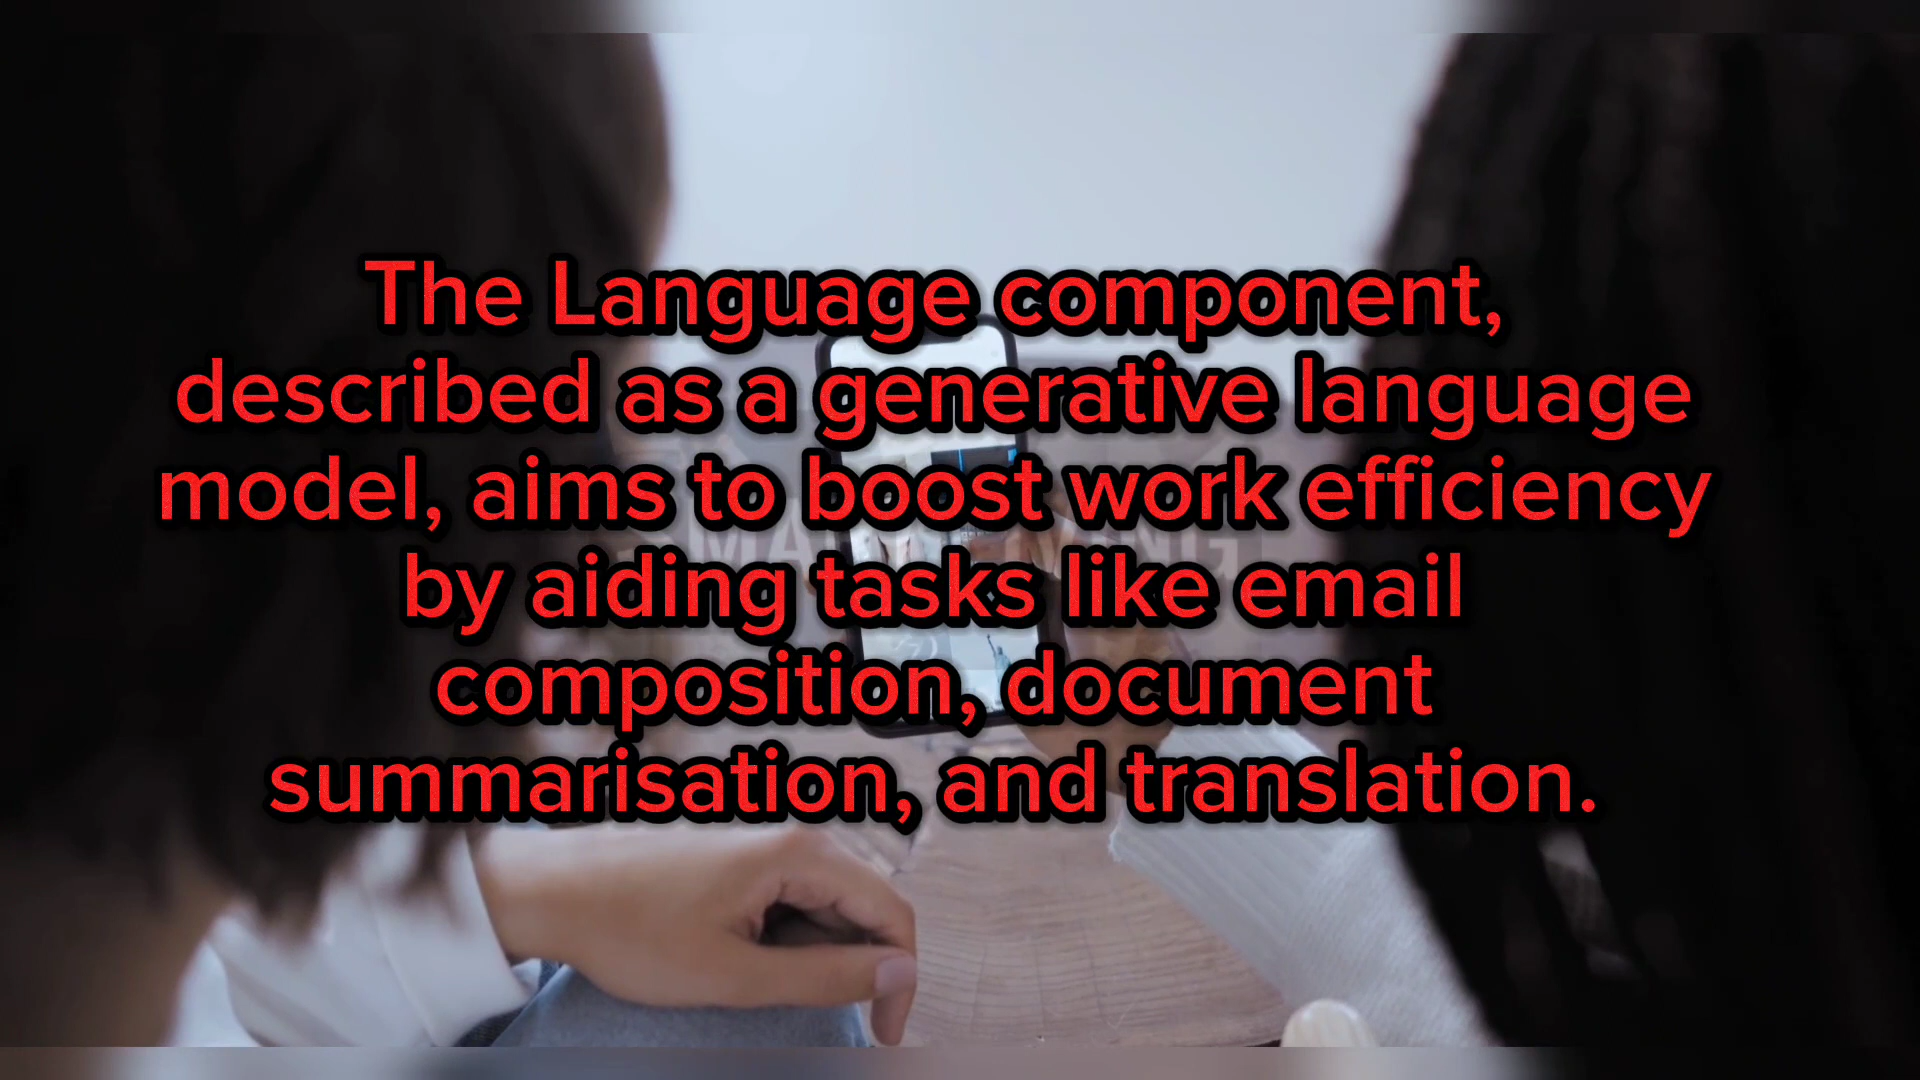 The Language component,
described as a generative language
model, aims to boost work efficiency
by aiding tasks like email
composition, document
summarisation, and translation.